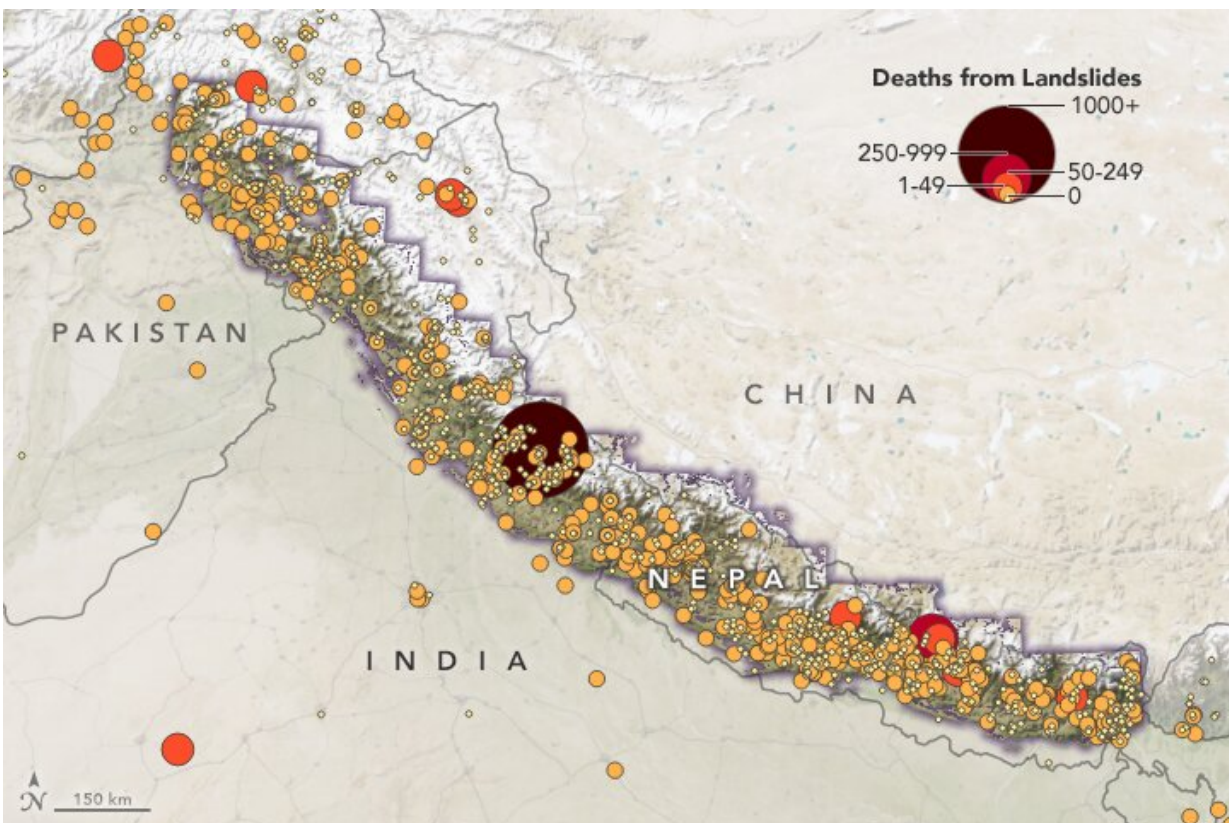 Deaths from Landslides
1000+
250-999
50-249
1-49
0
PAKISTAN
CHINA
NEPAL
INDIA
N
150 km